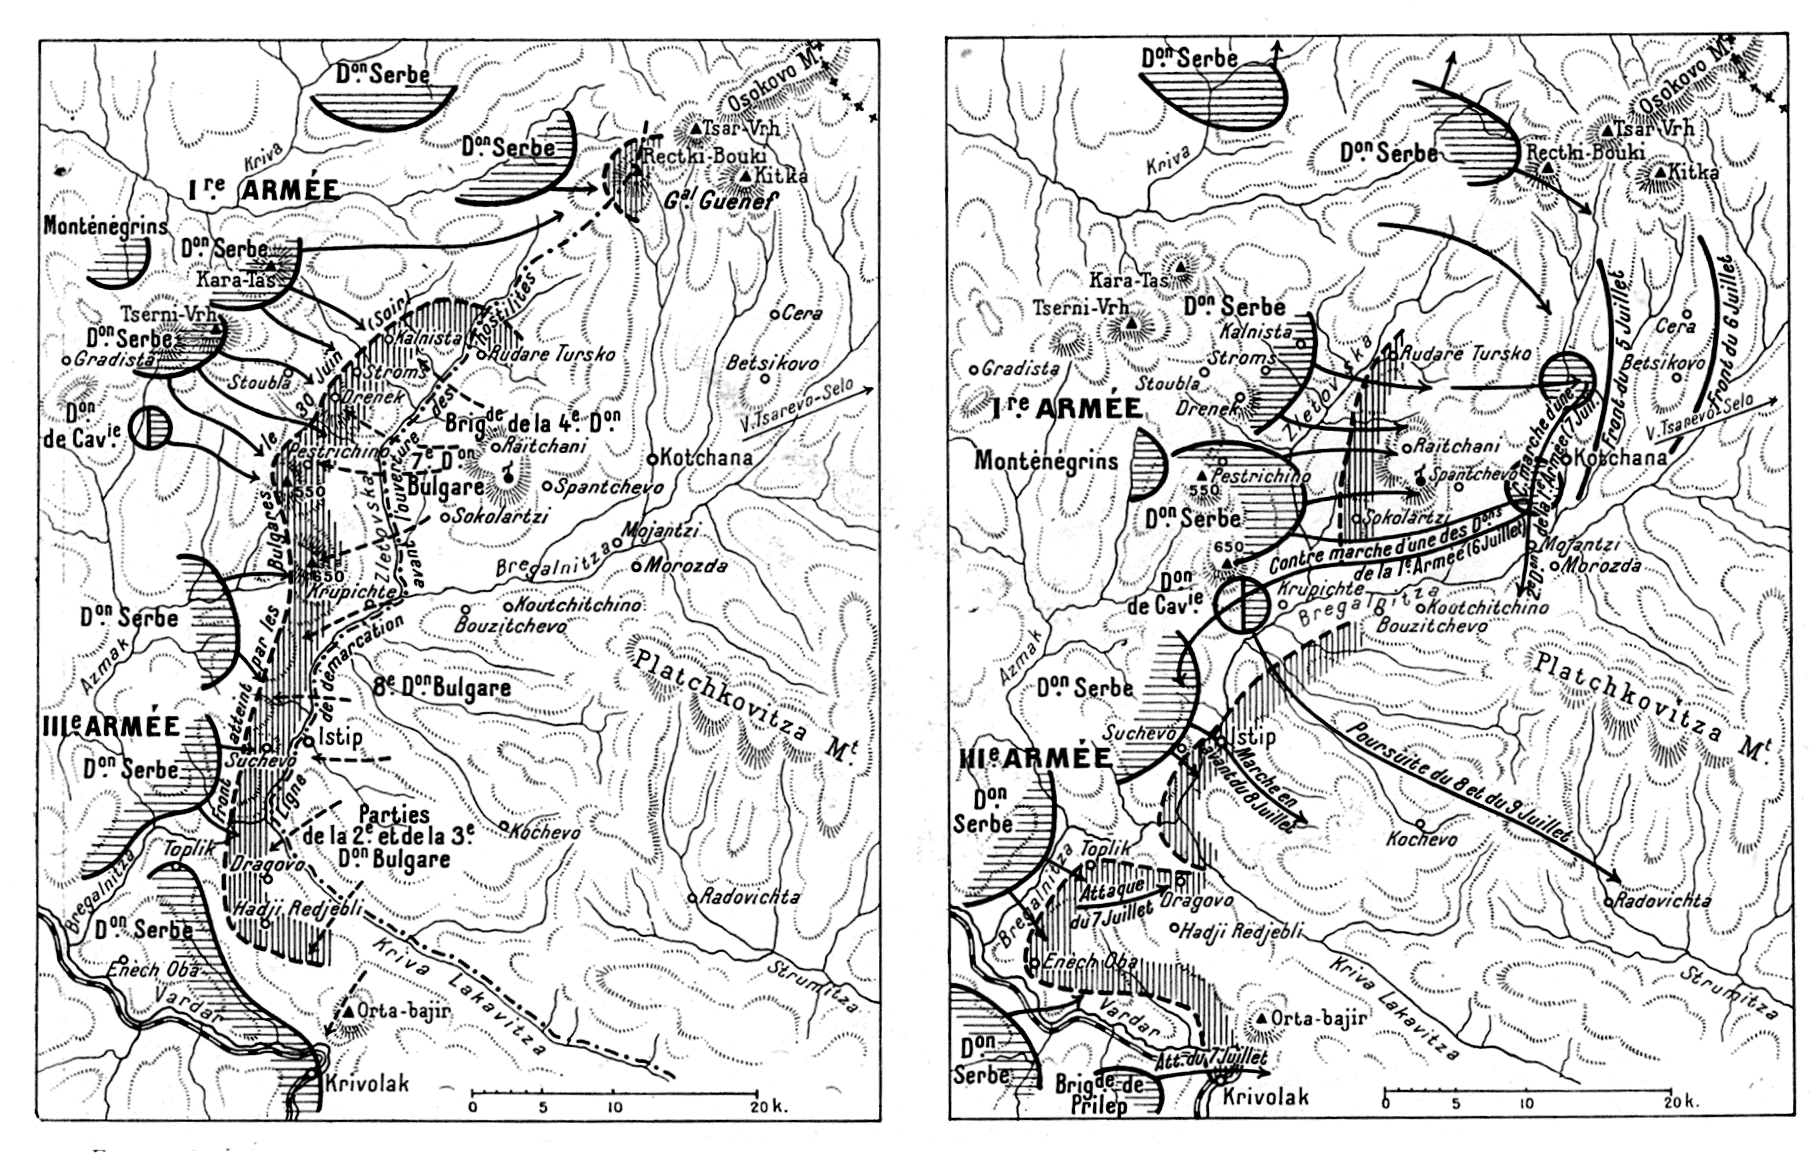 Don Serbe
Osokovo Mt
Tsar-Vrh
Kriva
Don Serbe
Rectki-Bouki
Kitka
Ire ARMÉE
Gal Guenef
Monténégrins
Don Serbe
Kara-Tas
Tserni-Vrh
Don Serbe
Gradista
(Soir)
Kalnista
Rudare Tursko
Cera
Stoubla
Stroms
Drenek
Betsikovo
V. Tsarevo-Selo
Don
de Cavie
Brigde de la 4e Don
Raitchani
Pestrichino
7e Don
Bulgare
Kotchana
Spantchevo
550
Sokolartzi
Zletovska
Mojantzi
Bregalnitza
Morozda
650
Krupichte
Koutchitchino
Bouzitchevo
Don Serbe
Azmak
Platchkovitza Mt
8e Don Bulgare
Front atteint par les Bulgares le 30 Juin
Ligne de démarcation
des hostilités
IIIe ARMÉE
Don Serbe
Istip
Suchevo
Parties
de la 2e et de la 3e
Don Bulgare
Kochevo
Toplik
Dragovo
Bregalnitza
Hadji Redjebli
Radovichta
Don Serbe
Enech Oba
Vardar
Kriva Lakavitza
Strumitza
Orta-bajir
Krivolak
0 5 10 20 k.
Don Serbe
Osokovo Mt
Tsar-Vrh
Kriva
Don Serbe
Rectki-Bouki
Kitka
Kara-Tas
Tserni-Vrh
Don Serbe
Kalnista
Gradista
Stroms
Stoubla
Drenek
Ire ARMÉE
Zletovska
Rudare Tursko
Front du 5 Juillet
Front du 6 Juillet
Cera
Betsikovo
V. Tsarevo-Selo
Monténégrins
Raitchani
Kotchana
Pestrichino
550
Spantchevo
Don Serbe
Sokolartzi
650
Contre marche d'une des Dons
de la 1e Armée (6 Juillet)
Mojantzi
Morozda
Don
de Cavie
Krupichte
Bregalnitza
Koutchitchino
Bouzitchevo
Azmak
Don Serbe
Platchkovitza Mt
Suchevo
Istip
Marche en
avant du 8 Juillet
Poursuite du 8 et du 9 Juillet
IIIe ARMÉE
Don
Serbe
Kochevo
Toplik
Attaque
du 7 Juillet
Dragovo
Bregalnitza
Hadji Redjebli
Radovichta
Enech Oba
Vardar
Kriva Lakavitza
Strumitza
Orta-bajir
Don
Serbe
Att. du 7 Juillet
Brigde de
Prilep
Krivolak
0 5 10 20 k.